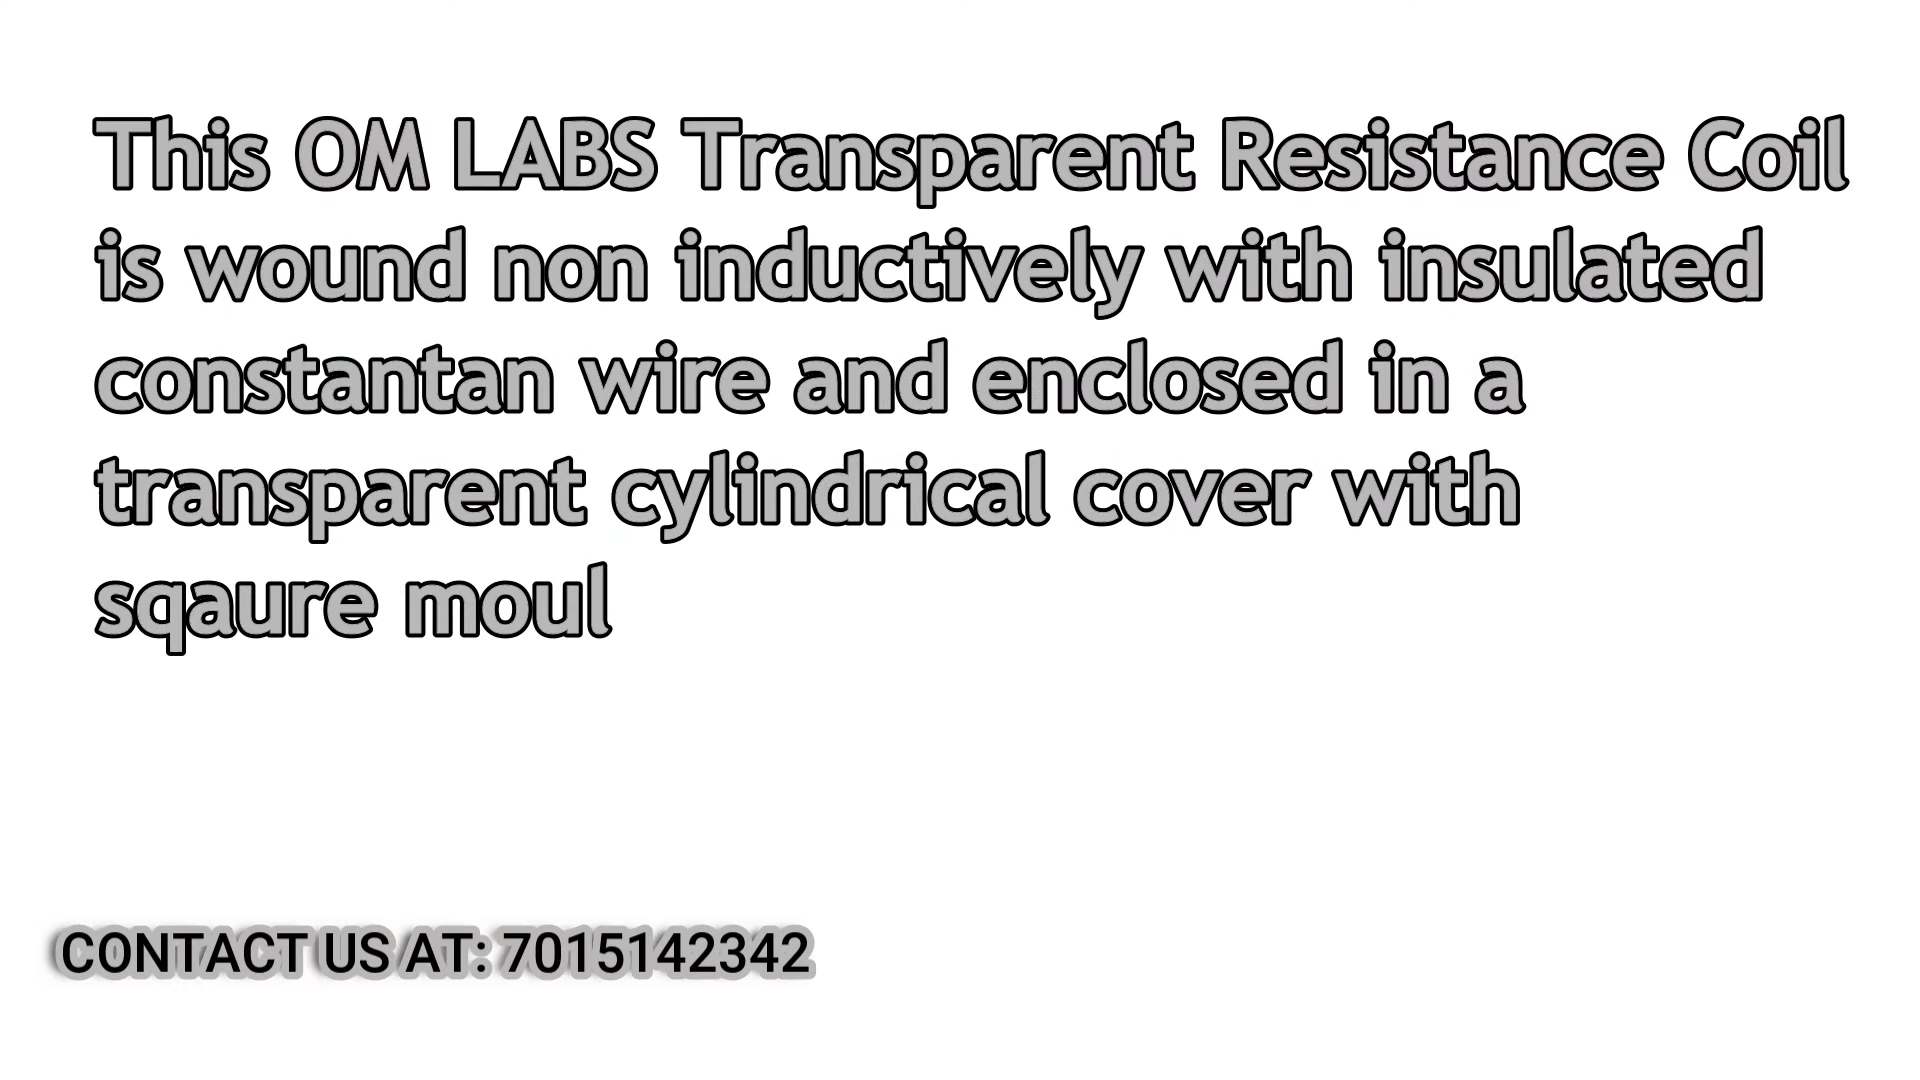 This OM LABS Transparent Resistance Coil
is wound non inductively with insulated
constantan wire and enclosed in a
transparent cylindrical cover with
sqaure moul
CONTACT US AT: 7015142342